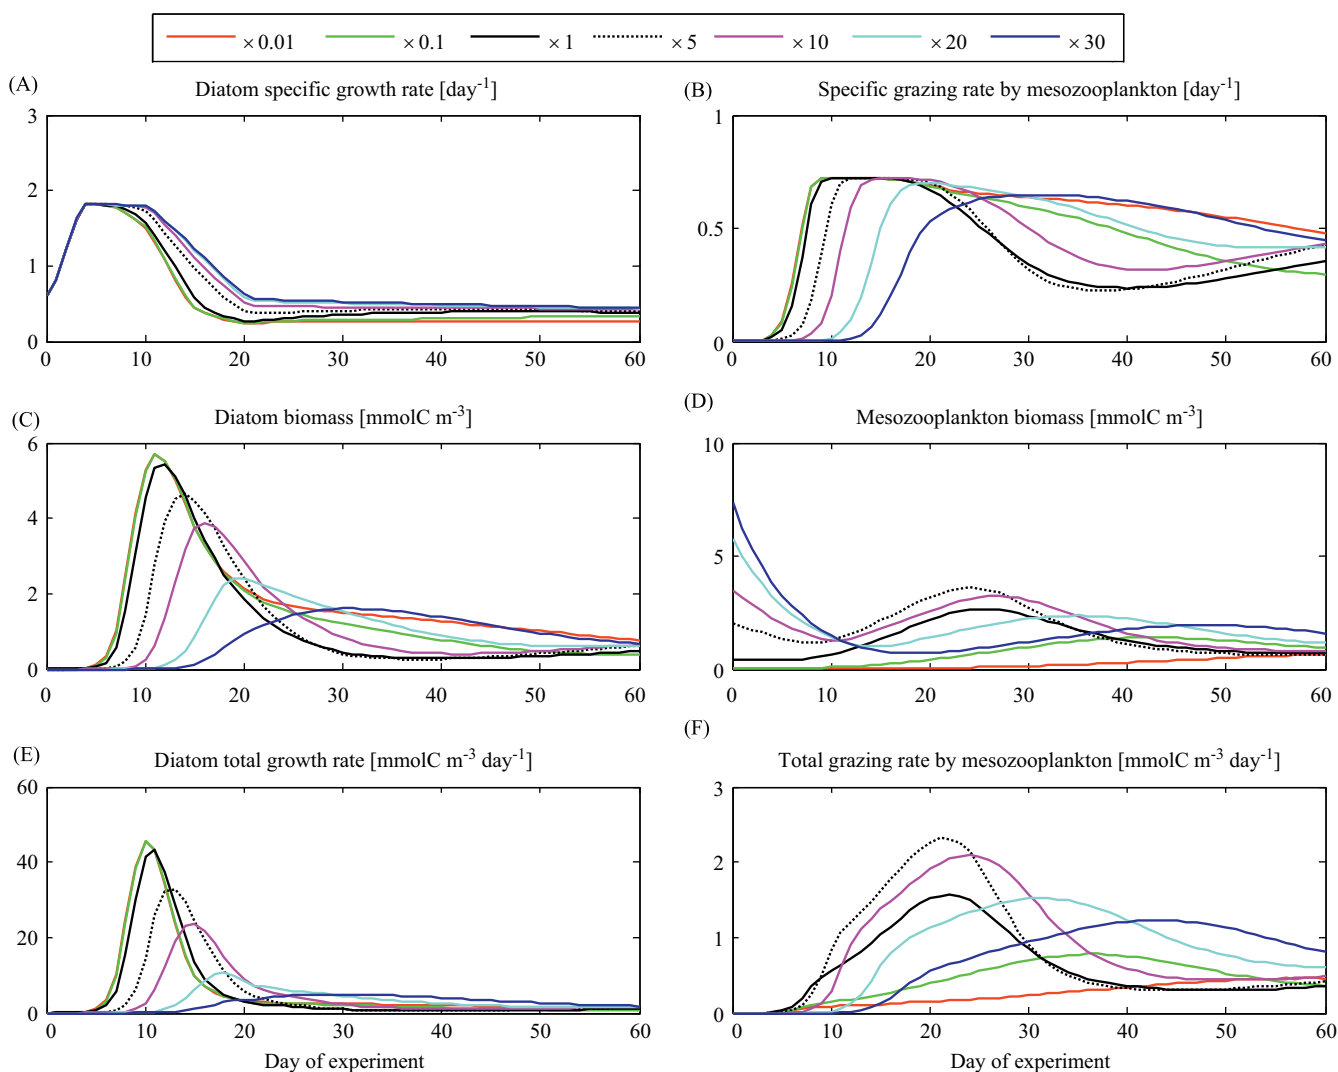 × 0.01 × 0.1 × 1 × 5 × 10 × 20 × 30
(A) Diatom specific growth rate [day-1]
3
2
1
0
0 10 20 30 40 50 60
(B) Specific grazing rate by mesozooplankton [day-1]
1
0.5
0
0 10 20 30 40 50 60
(C) Diatom biomass [mmolC m-3]
6
4
2
0
0 10 20 30 40 50 60
(D) Mesozooplankton biomass [mmolC m-3]
10
5
0
0 10 20 30 40 50 60
(E) Diatom total growth rate [mmolC m-3 day-1]
60
40
20
0
0 10 20 30 40 50 60
Day of experiment
(F) Total grazing rate by mesozooplankton [mmolC m-3 day-1]
3
2
1
0
0 10 20 30 40 50 60
Day of experiment